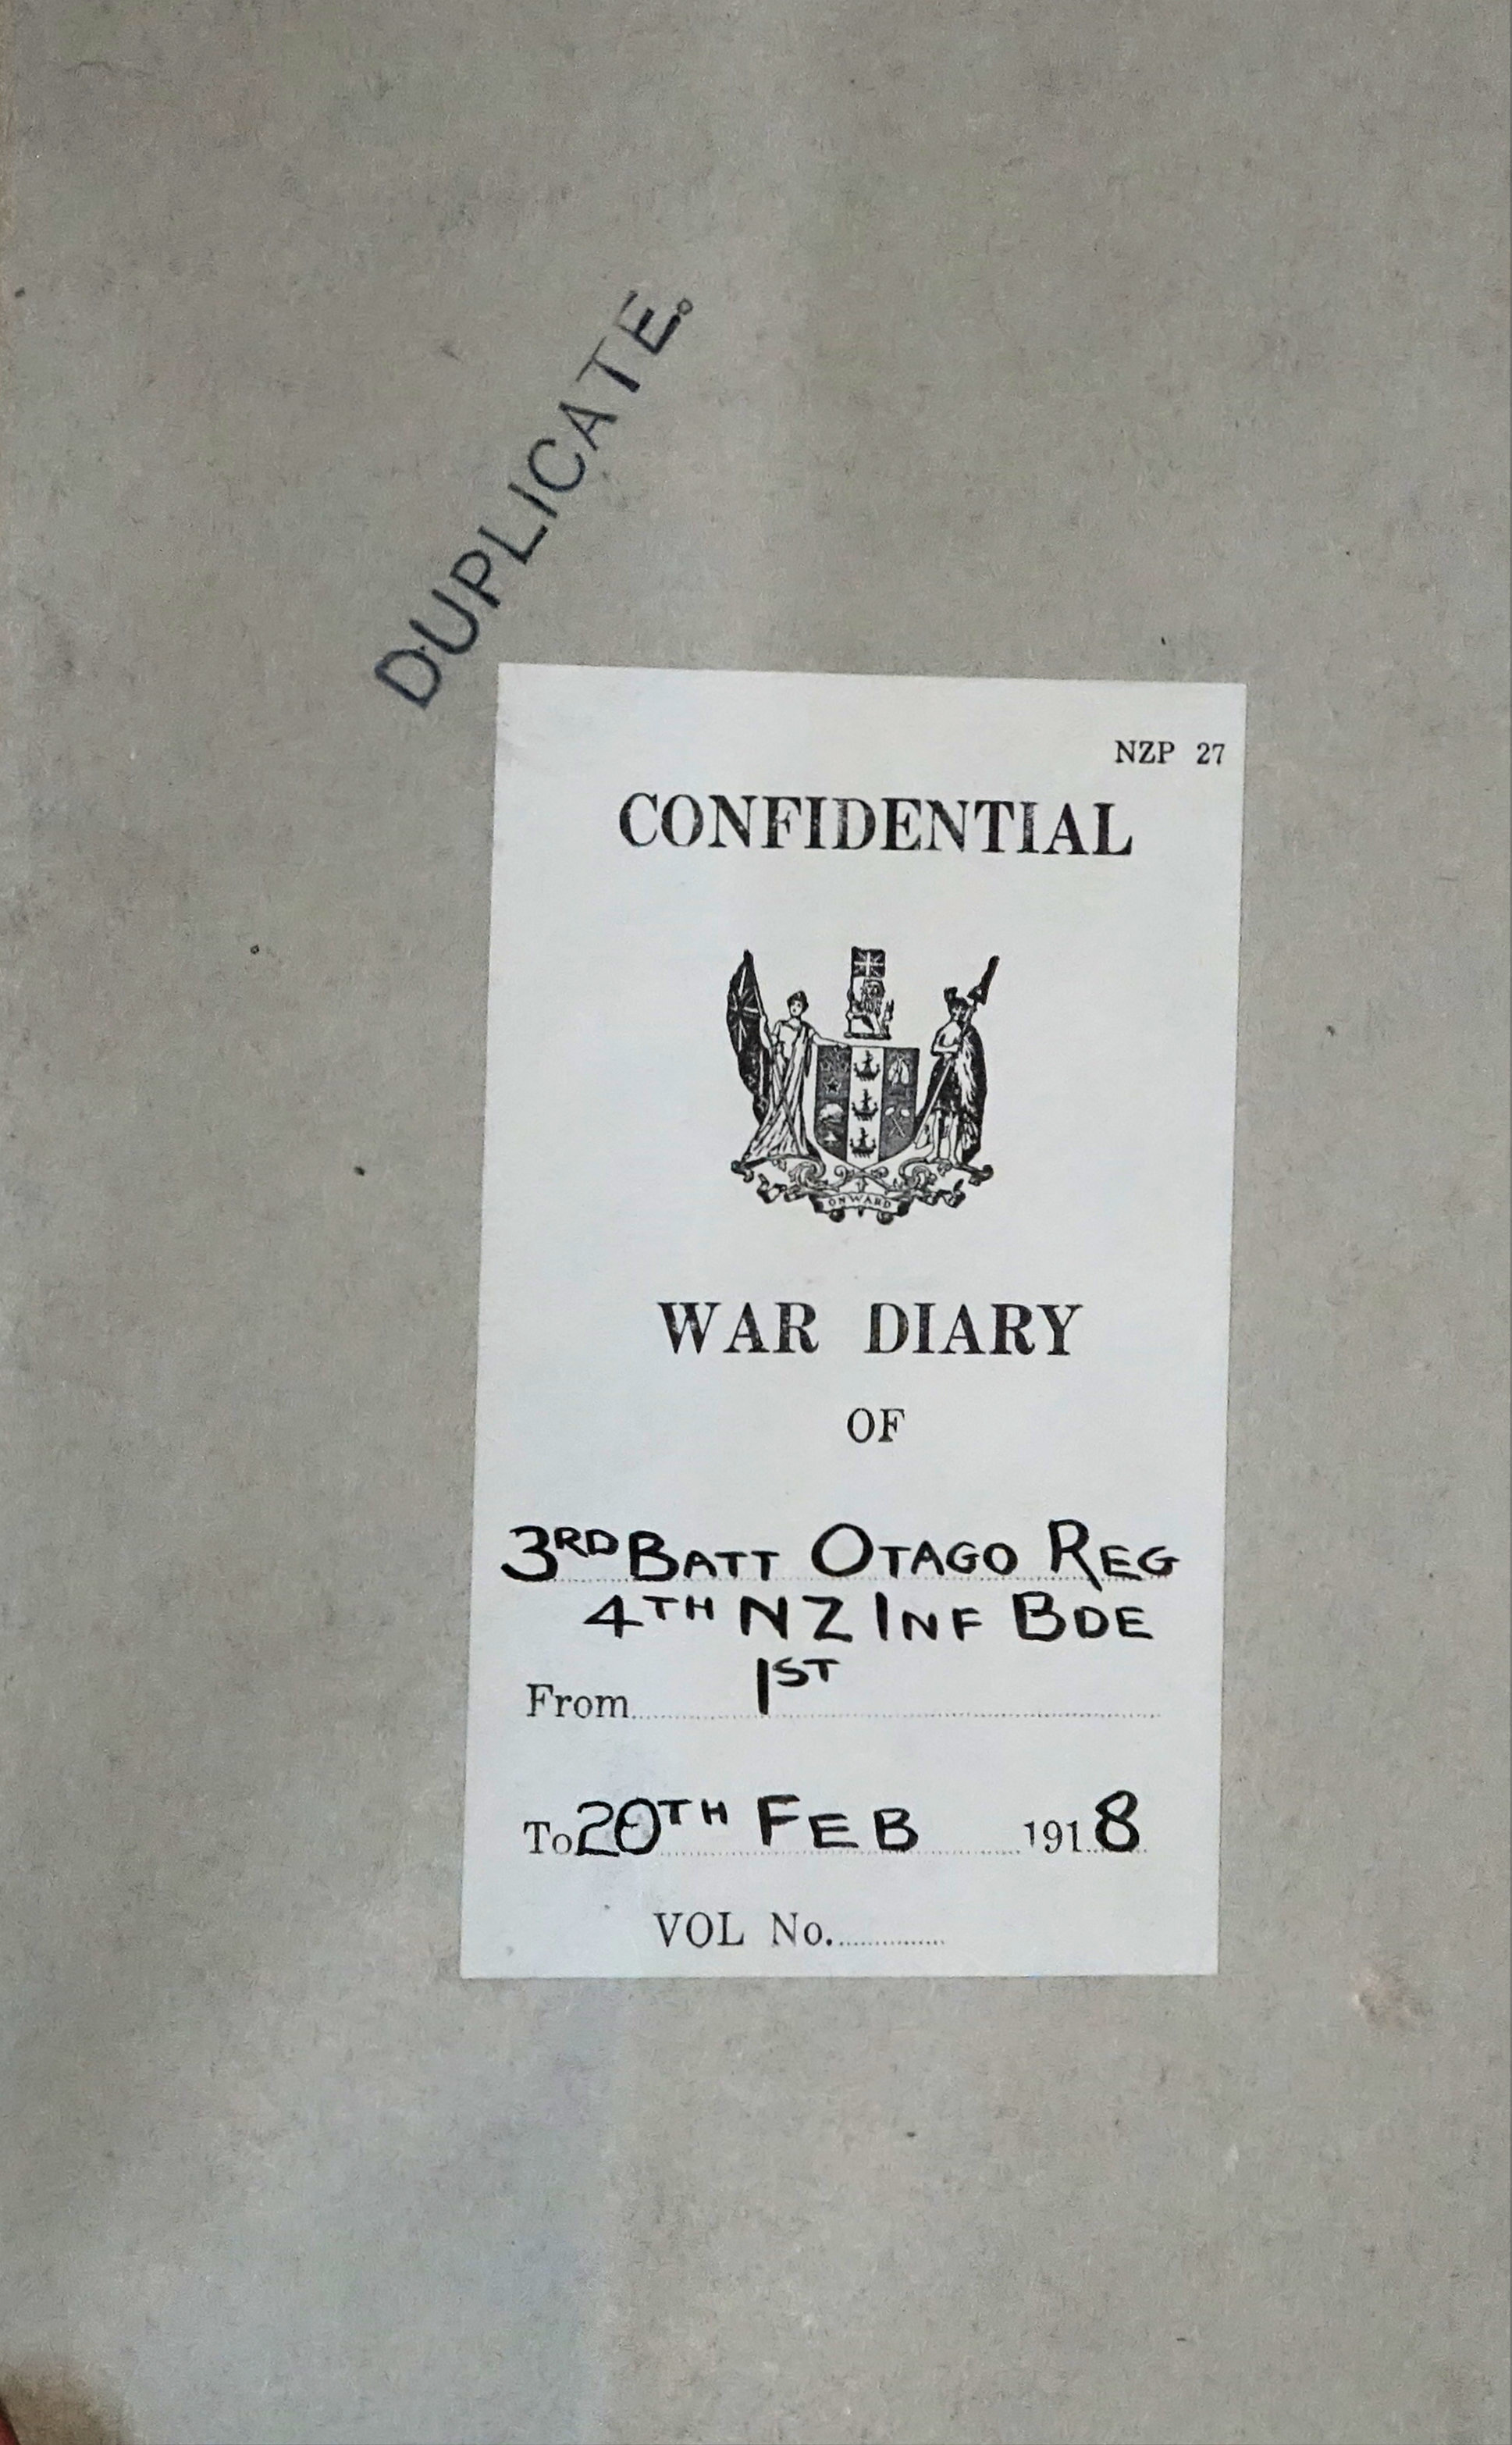 DUPLICATE.
NZP 27
CONFIDENTIAL
ONWARD
WAR DIARY
OF
3RD BATT OTAGO REG
4TH NZ INF BDE
From 1ST
To 20TH FEB 1918
VOL No.